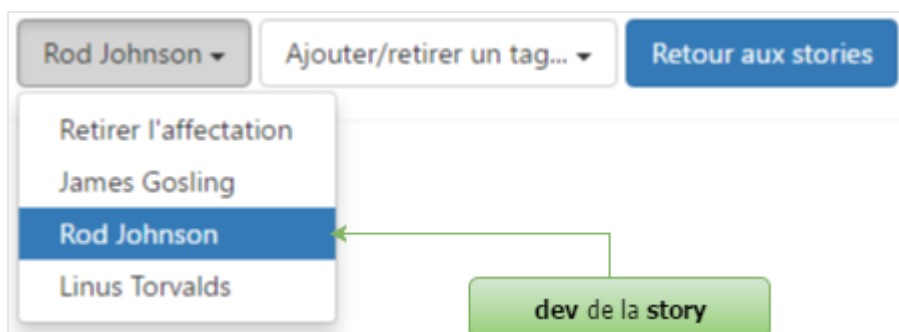 Rod Johnson
Ajouter/retirer un tag...
Retour aux stories
Retirer l'affectation
James Gosling
Rod Johnson
Linus Torvalds
dev de la story